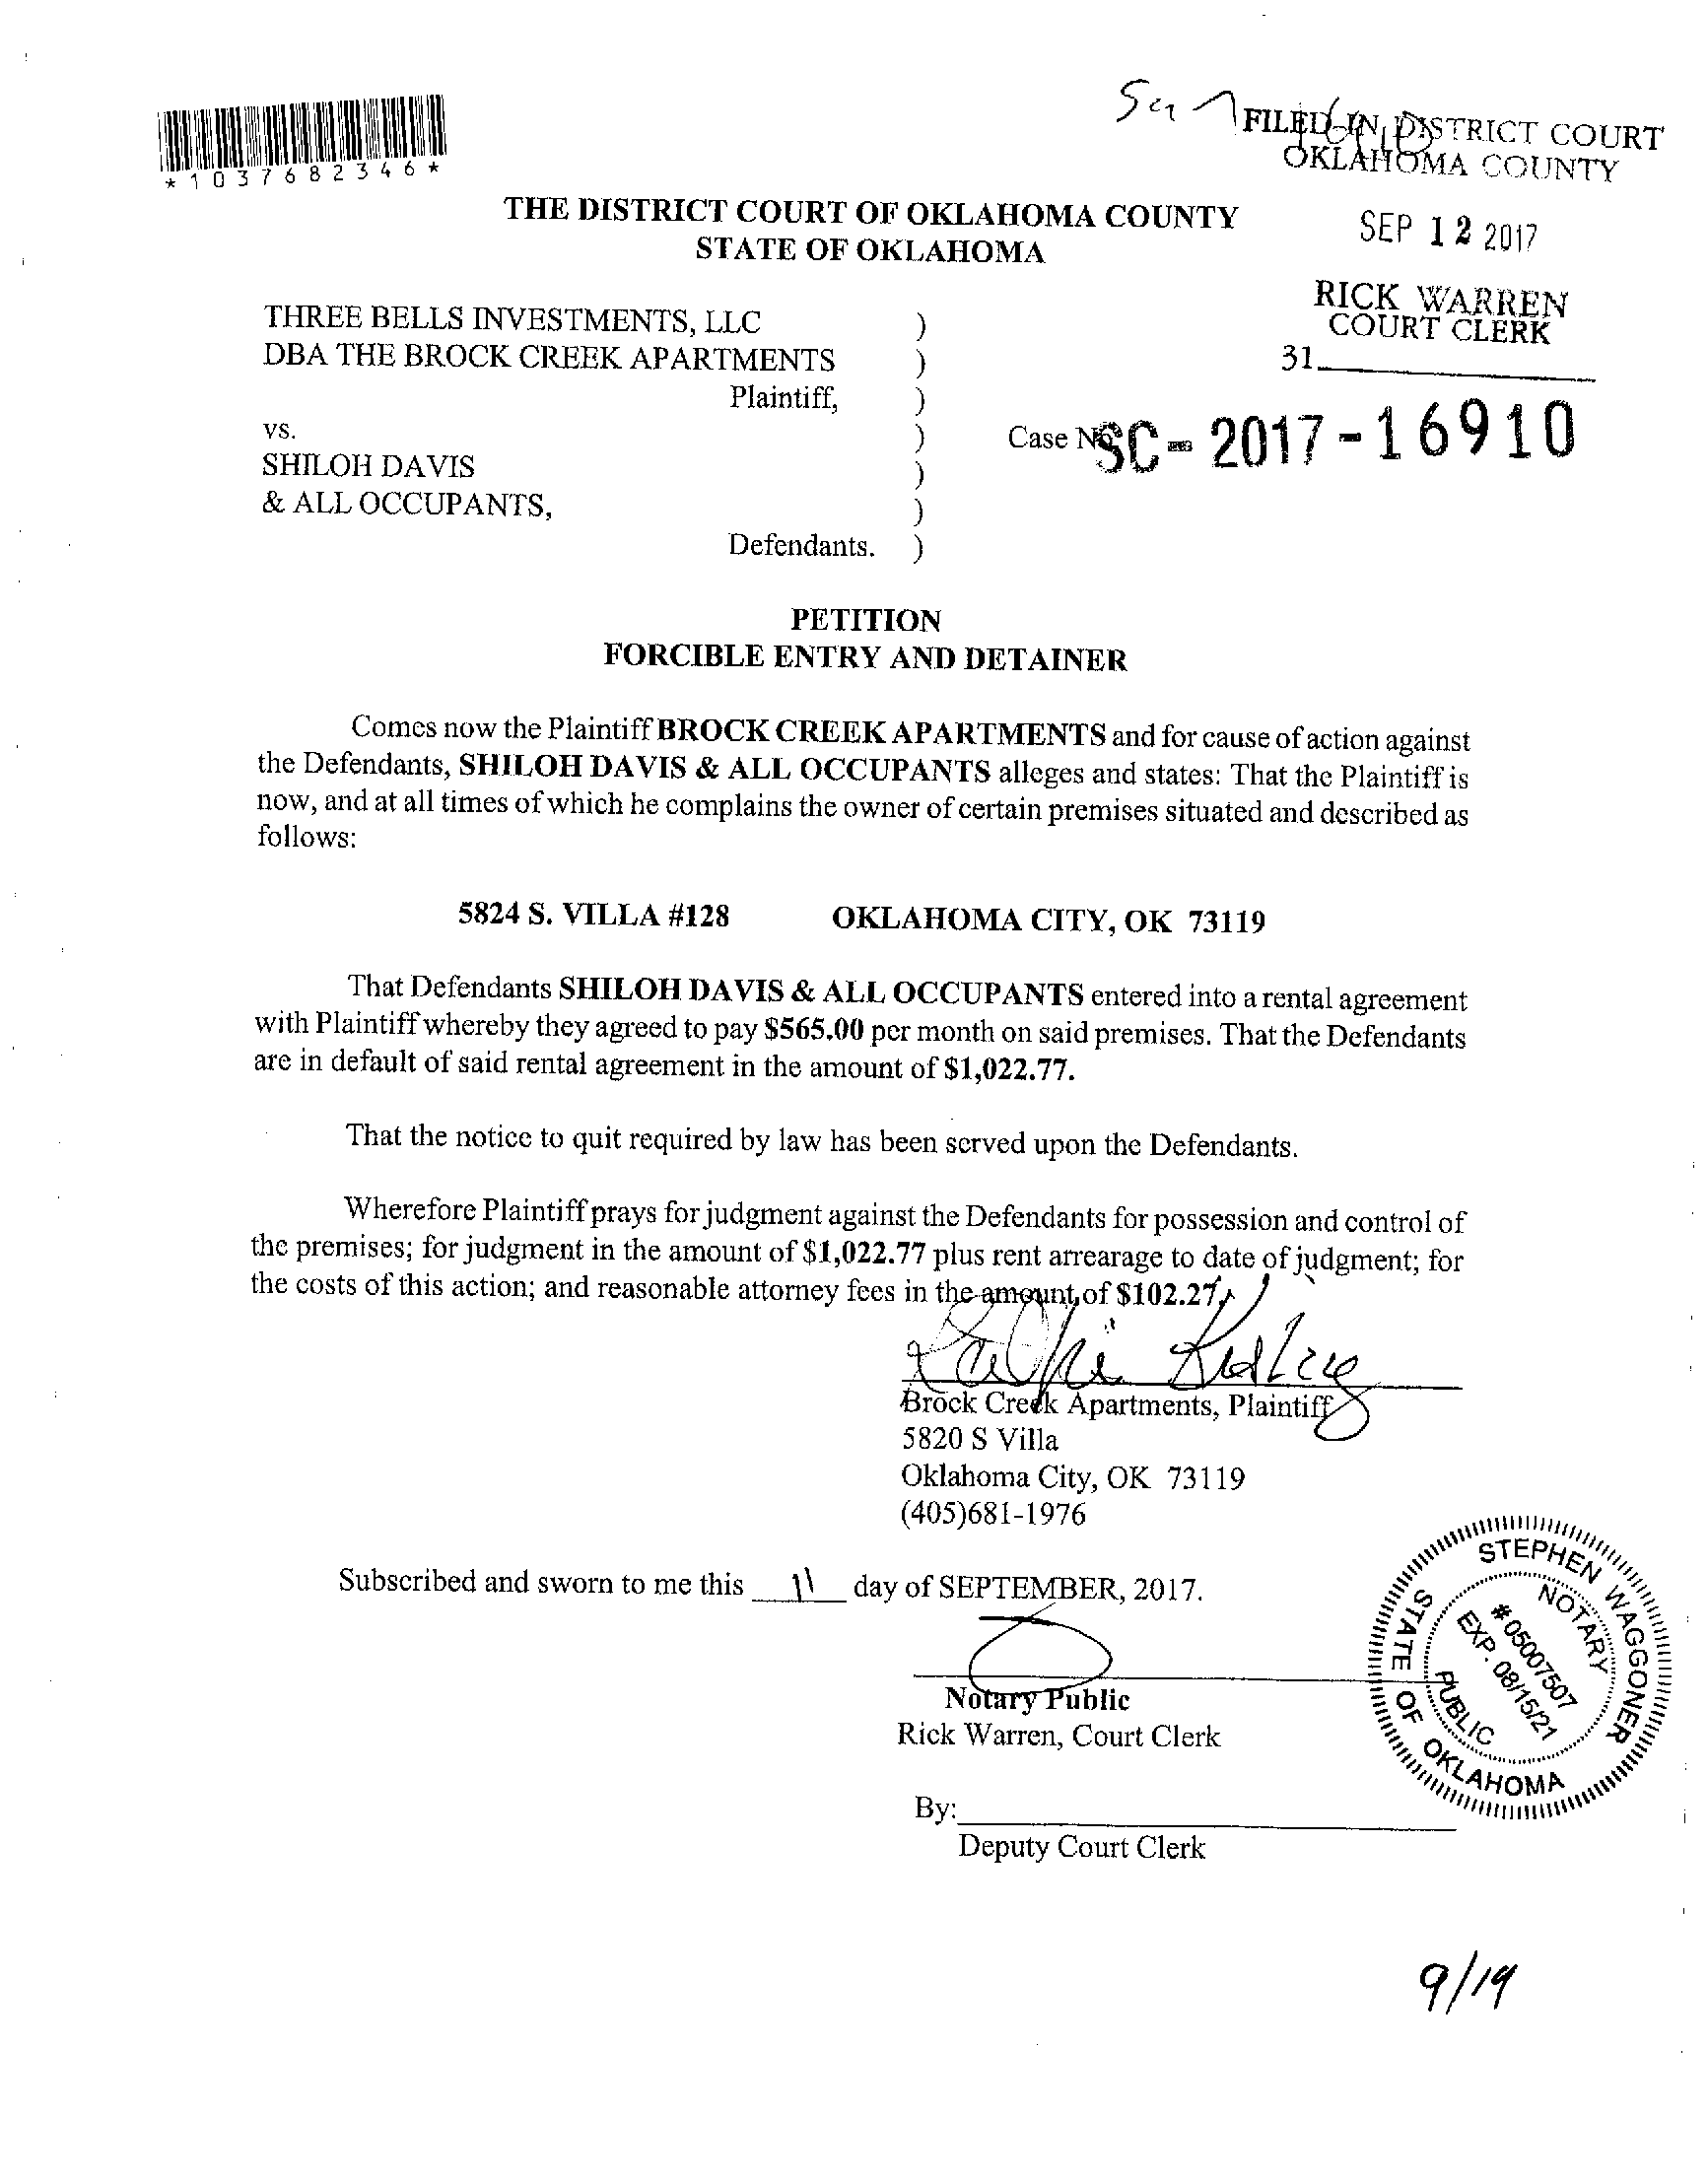 *1037682346*
FILED IN DISTRICT COURT
OKLAHOMA COUNTY
SEP 12 2017
RICK WARREN
COURT CLERK
31
THE DISTRICT COURT OF OKLAHOMA COUNTY
STATE OF OKLAHOMA
THREE BELLS INVESTMENTS, LLC )
DBA THE BROCK CREEK APARTMENTS )
Plaintiff, )
vs. )
SHILOH DAVIS )
& ALL OCCUPANTS, )
Defendants. )
Case No. SC-2017-16910
PETITION
FORCIBLE ENTRY AND DETAINER
Comes now the Plaintiff BROCK CREEK APARTMENTS and for cause of action against
the Defendants, SHILOH DAVIS & ALL OCCUPANTS alleges and states: That the Plaintiff is
now, and at all times of which he complains the owner of certain premises situated and described as
follows:
5824 S. VILLA #128 OKLAHOMA CITY, OK 73119
That Defendants SHILOH DAVIS & ALL OCCUPANTS entered into a rental agreement
with Plaintiff whereby they agreed to pay $565.00 per month on said premises. That the Defendants
are in default of said rental agreement in the amount of $1,022.77.
That the notice to quit required by law has been served upon the Defendants.
Wherefore Plaintiff prays for judgment against the Defendants for possession and control of
the premises; for judgment in the amount of $1,022.77 plus rent arrearage to date of judgment; for
the costs of this action; and reasonable attorney fees in the amount of $102.27.
Brock Creek Apartments, Plaintiff
5820 S Villa
Oklahoma City, OK 73119
(405)681-1976
Subscribed and sworn to me this 11 day of SEPTEMBER, 2017.
Notary Public
Rick Warren, Court Clerk
By:
Deputy Court Clerk
STEPHEN WAGGONER
NOTARY
#05007507
EXP. 08/15/21
PUBLIC
STATE OF OKLAHOMA
9/19